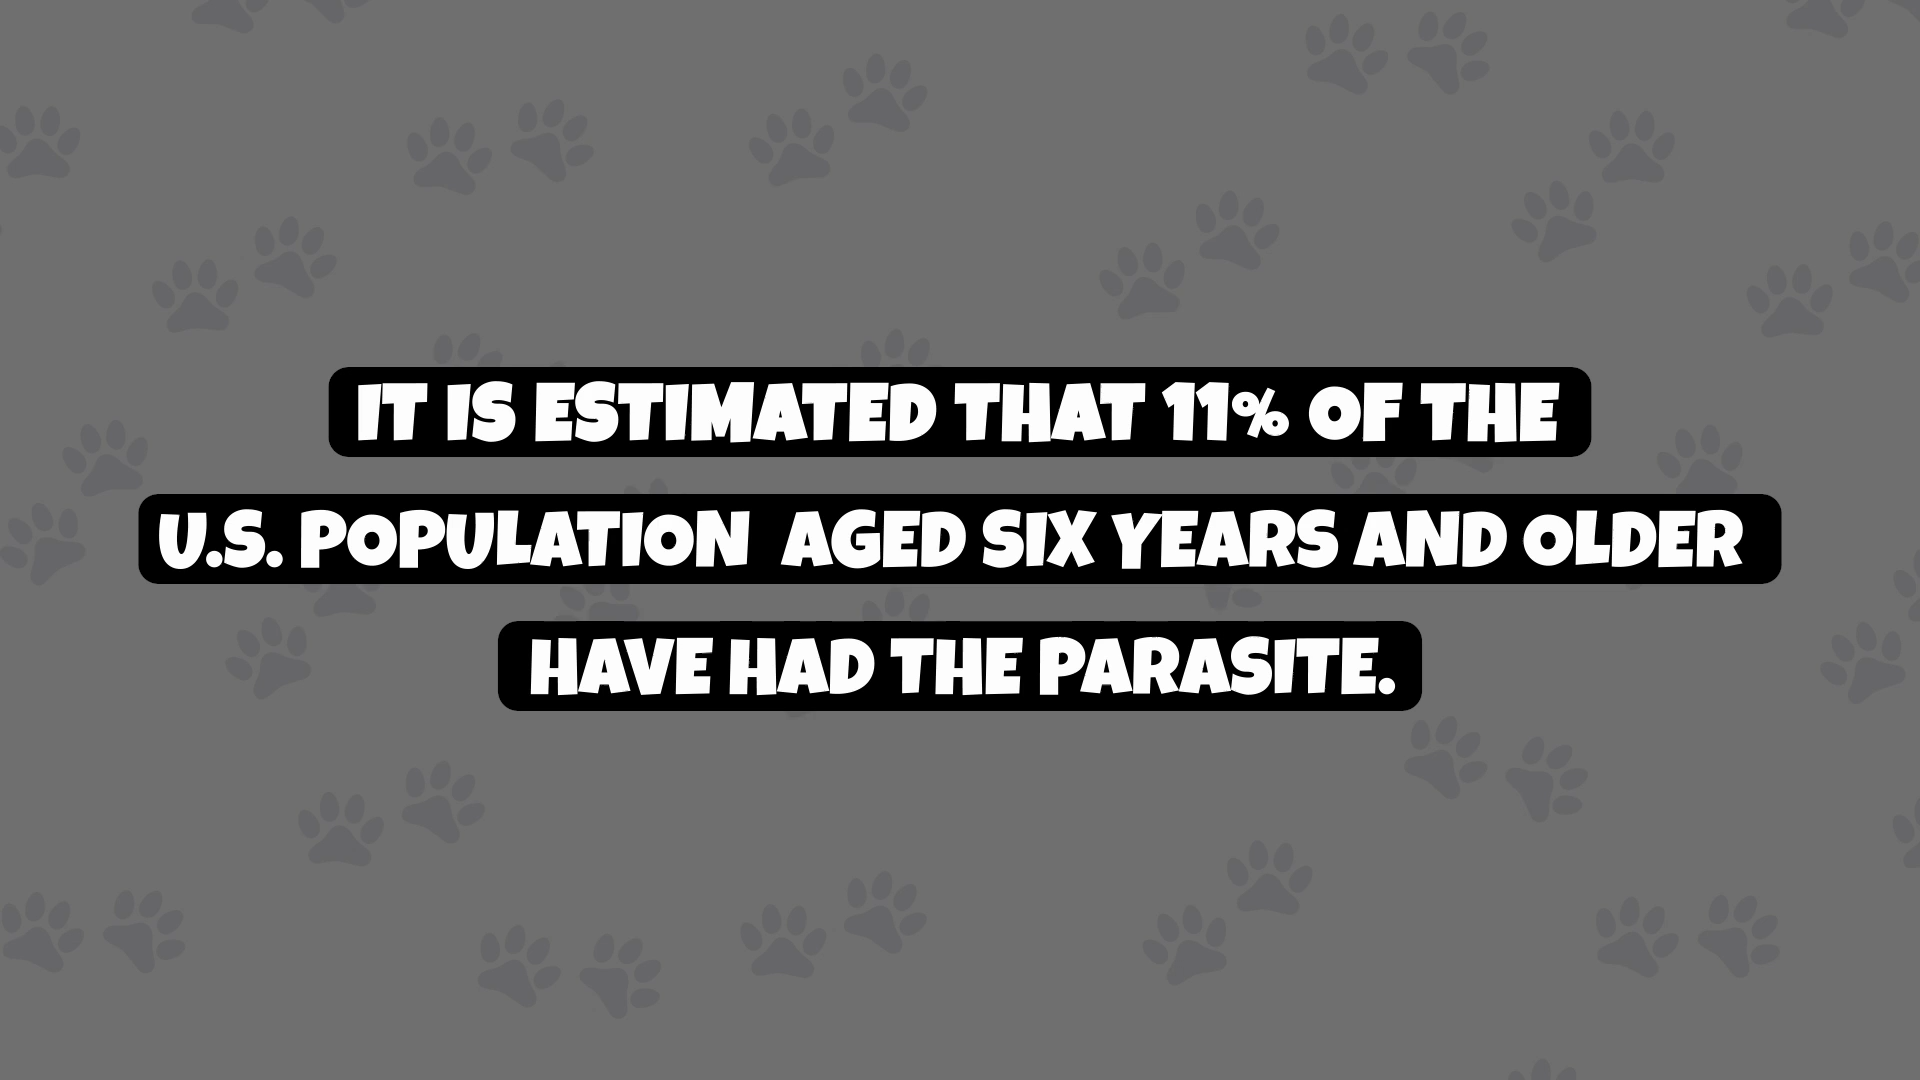 IT IS ESTIMATED THAT 11% OF THE
U.S. POPULATION  AGED SIX YEARS AND OLDER
HAVE HAD THE PARASITE.